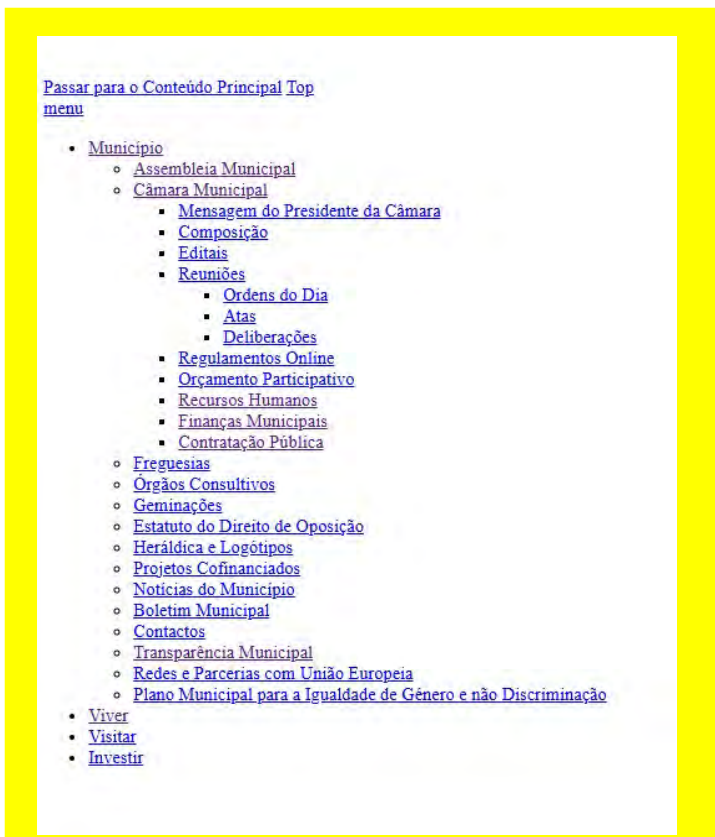 Passar para o Conteúdo Principal Top
menu
Município
Assembleia Municipal
Câmara Municipal
Mensagem do Presidente da Câmara
Composição
Editais
Reuniões
Ordens do Dia
Atas
Deliberações
Regulamentos Online
Orçamento Participativo
Recursos Humanos
Finanças Municipais
Contratação Pública
Freguesias
Órgãos Consultivos
Geminações
Estatuto do Direito de Oposição
Heráldica e Logótipos
Projetos Cofinanciados
Notícias do Município
Boletim Municipal
Contactos
Transparência Municipal
Redes e Parcerias com União Europeia
Plano Municipal para a Igualdade de Género e não Discriminação
Viver
Visitar
Investir